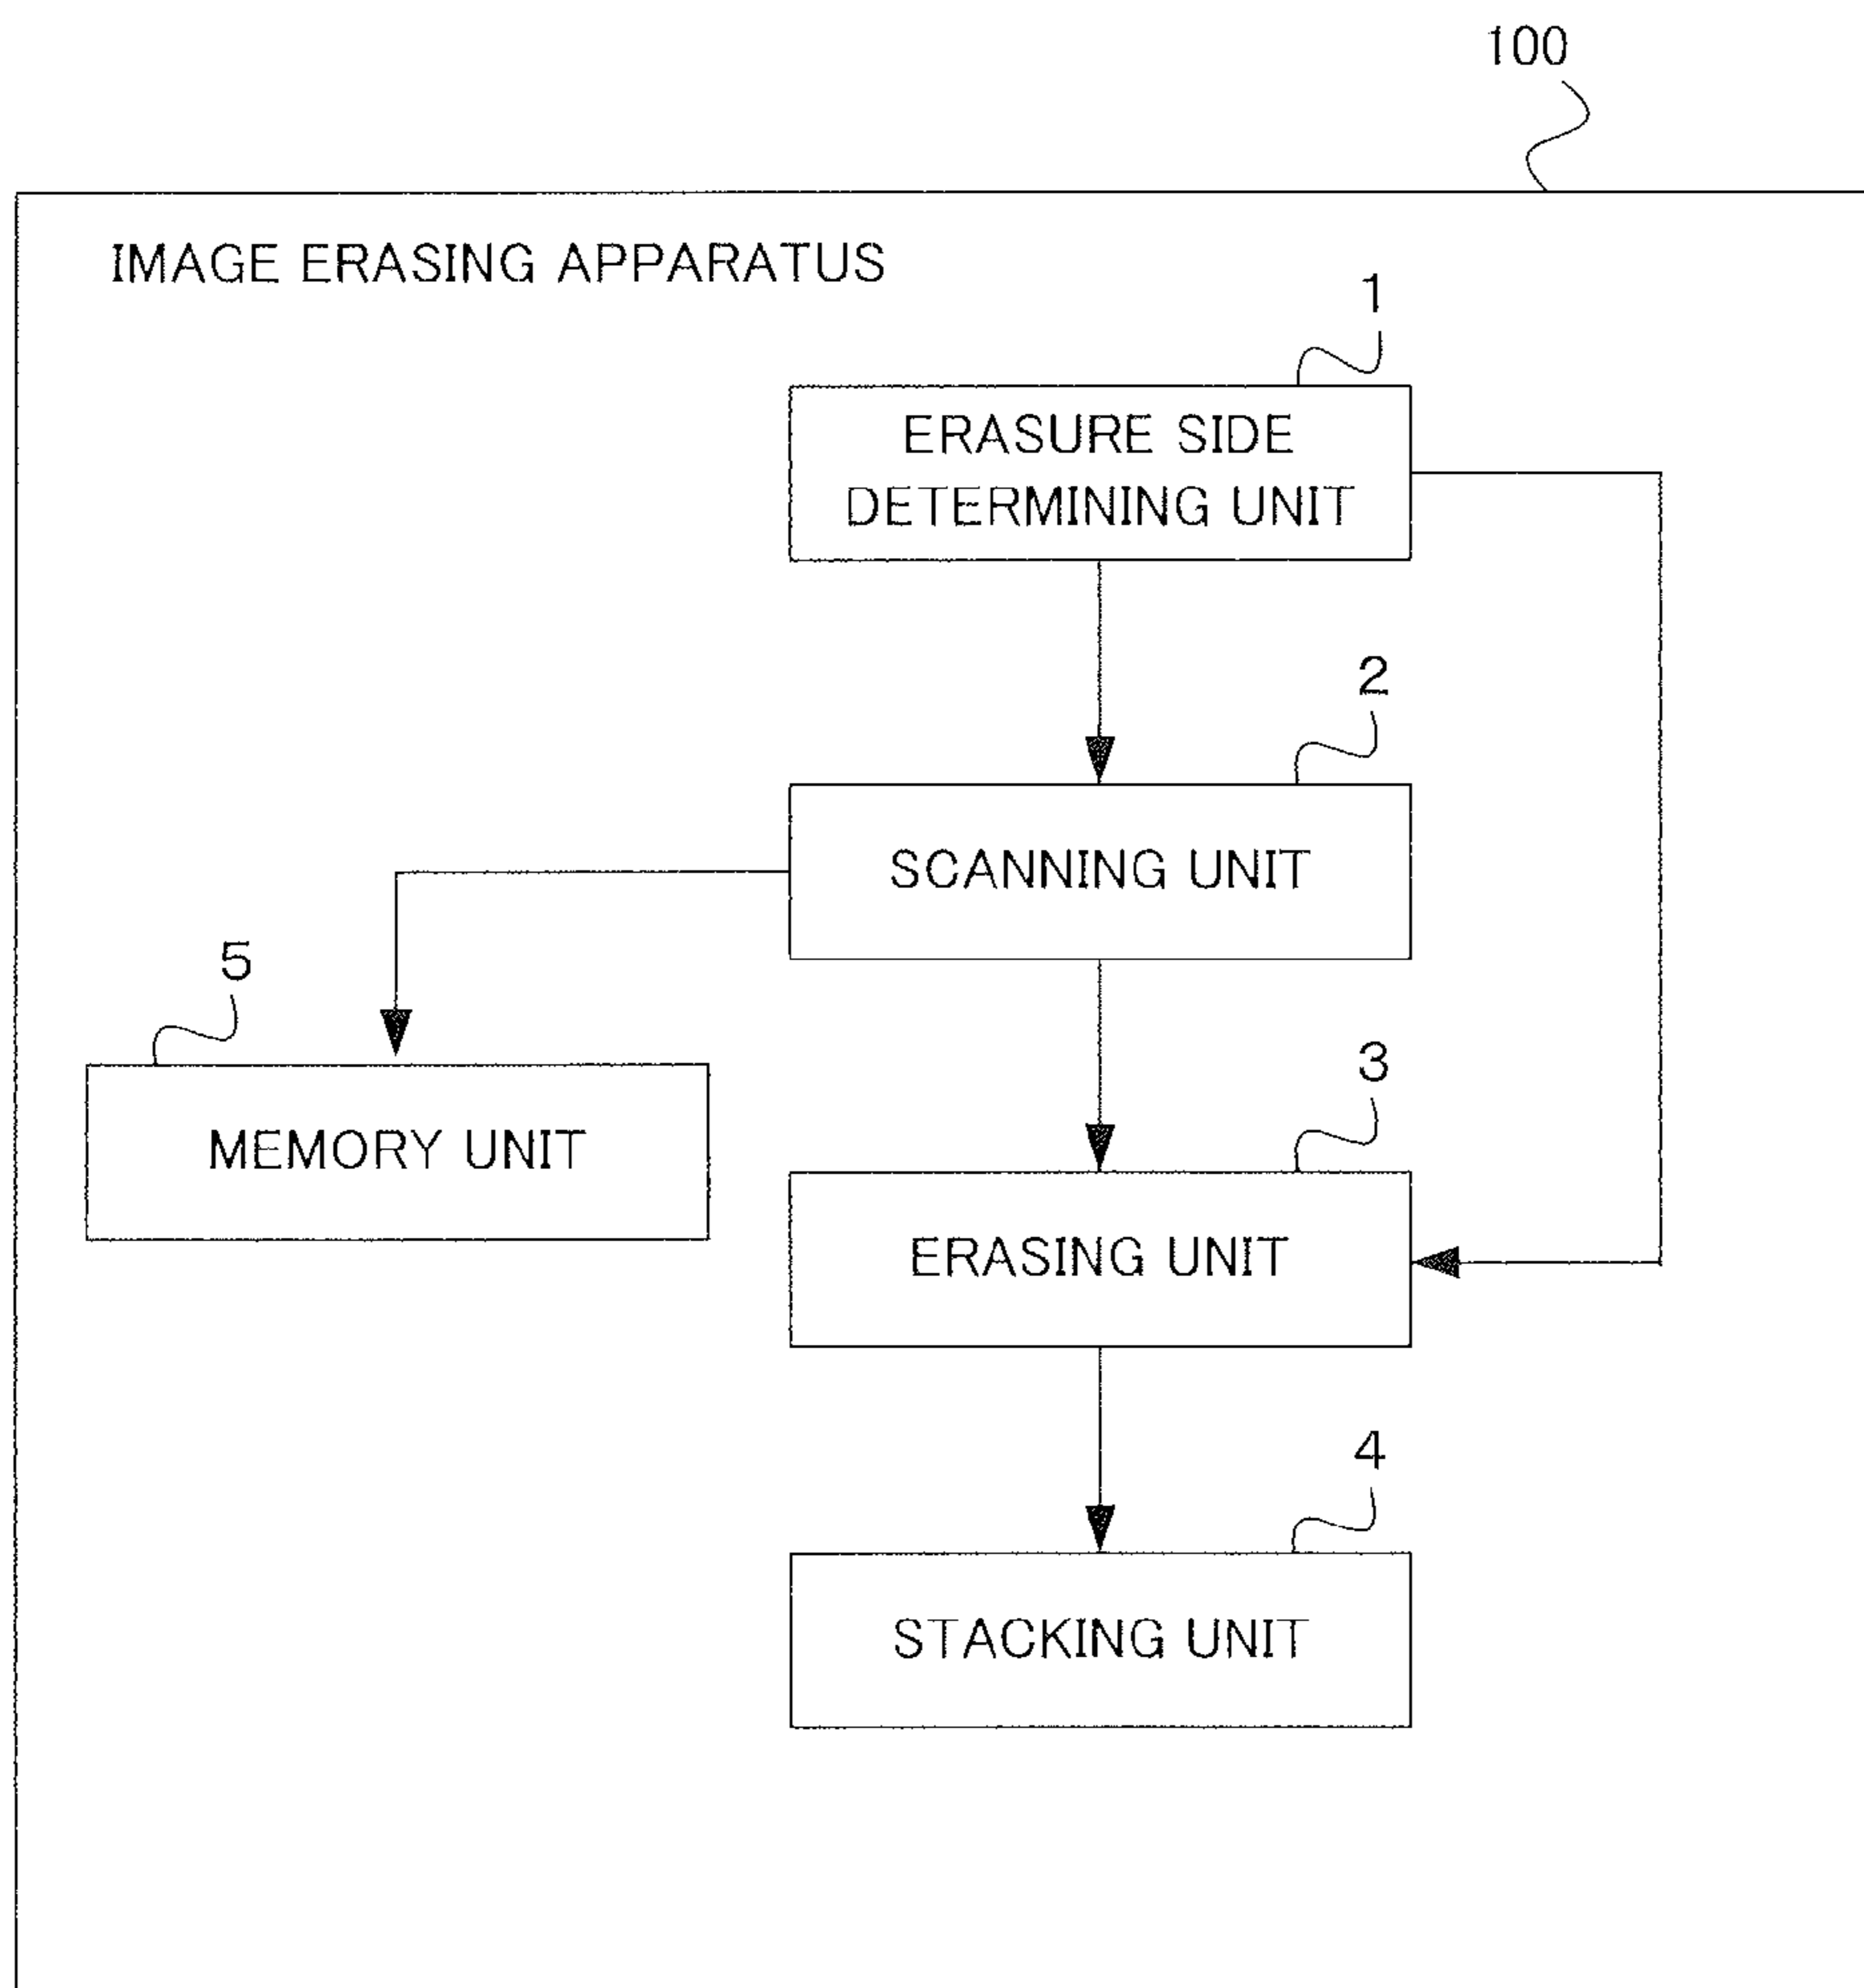 100
IMAGE ERASING APPARATUS
1
ERASURE SIDE
DETERMINING UNIT
2
SCANNING UNIT
5
MEMORY UNIT
3
ERASING UNIT
4
STACKING UNIT